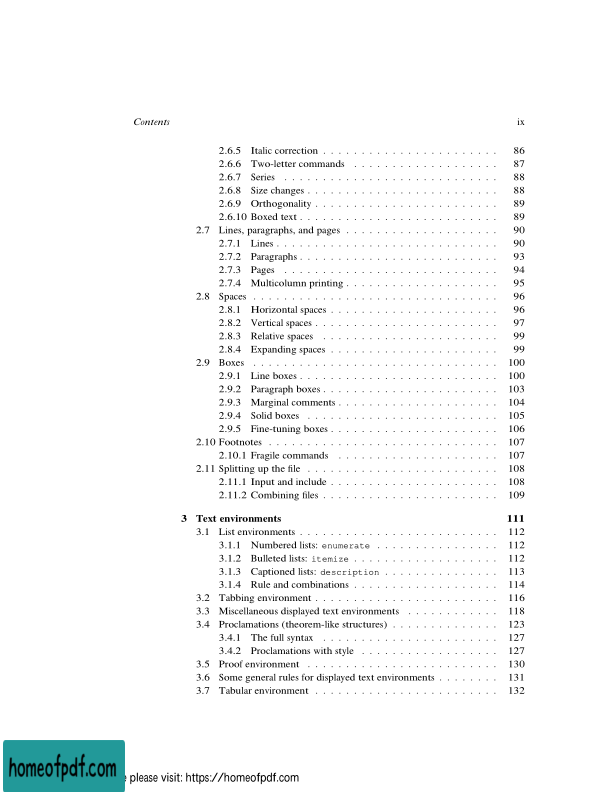 Contents ix
2.6.5 Italic correction . . . . . . . . . . . . . . . . . . . . . . . 86
2.6.6 Two-letter commands . . . . . . . . . . . . . . . . . . . 87
2.6.7 Series . . . . . . . . . . . . . . . . . . . . . . . . . . . . 88
2.6.8 Size changes . . . . . . . . . . . . . . . . . . . . . . . . . 88
2.6.9 Orthogonality . . . . . . . . . . . . . . . . . . . . . . . . 89
2.6.10 Boxed text . . . . . . . . . . . . . . . . . . . . . . . . . . 89
2.7 Lines, paragraphs, and pages . . . . . . . . . . . . . . . . . . . . 90
2.7.1 Lines . . . . . . . . . . . . . . . . . . . . . . . . . . . . . 90
2.7.2 Paragraphs . . . . . . . . . . . . . . . . . . . . . . . . . . 93
2.7.3 Pages . . . . . . . . . . . . . . . . . . . . . . . . . . . . 94
2.7.4 Multicolumn printing . . . . . . . . . . . . . . . . . . . . 95
2.8 Spaces . . . . . . . . . . . . . . . . . . . . . . . . . . . . . . . . 96
2.8.1 Horizontal spaces . . . . . . . . . . . . . . . . . . . . . . 96
2.8.2 Vertical spaces . . . . . . . . . . . . . . . . . . . . . . . . 97
2.8.3 Relative spaces . . . . . . . . . . . . . . . . . . . . . . . 99
2.8.4 Expanding spaces . . . . . . . . . . . . . . . . . . . . . . 99
2.9 Boxes . . . . . . . . . . . . . . . . . . . . . . . . . . . . . . . . 100
2.9.1 Line boxes . . . . . . . . . . . . . . . . . . . . . . . . . . 100
2.9.2 Paragraph boxes . . . . . . . . . . . . . . . . . . . . . . . 103
2.9.3 Marginal comments . . . . . . . . . . . . . . . . . . . . . 104
2.9.4 Solid boxes . . . . . . . . . . . . . . . . . . . . . . . . . 105
2.9.5 Fine-tuning boxes . . . . . . . . . . . . . . . . . . . . . . 106
2.10 Footnotes . . . . . . . . . . . . . . . . . . . . . . . . . . . . . . 107
2.10.1 Fragile commands . . . . . . . . . . . . . . . . . . . . . 107
2.11 Splitting up the file . . . . . . . . . . . . . . . . . . . . . . . . . 108
2.11.1 Input and include . . . . . . . . . . . . . . . . . . . . . . 108
2.11.2 Combining files . . . . . . . . . . . . . . . . . . . . . . . 109
3 Text environments 111
3.1 List environments . . . . . . . . . . . . . . . . . . . . . . . . . . 112
3.1.1 Numbered lists: enumerate . . . . . . . . . . . . . . . . 112
3.1.2 Bulleted lists: itemize . . . . . . . . . . . . . . . . . . . 112
3.1.3 Captioned lists: description . . . . . . . . . . . . . . . 113
3.1.4 Rule and combinations . . . . . . . . . . . . . . . . . . . 114
3.2 Tabbing environment . . . . . . . . . . . . . . . . . . . . . . . . 116
3.3 Miscellaneous displayed text environments . . . . . . . . . . . . 118
3.4 Proclamations (theorem-like structures) . . . . . . . . . . . . . . 123
3.4.1 The full syntax . . . . . . . . . . . . . . . . . . . . . . . 127
3.4.2 Proclamations with style . . . . . . . . . . . . . . . . . . 127
3.5 Proof environment . . . . . . . . . . . . . . . . . . . . . . . . . 130
3.6 Some general rules for displayed text environments . . . . . . . . 131
3.7 Tabular environment . . . . . . . . . . . . . . . . . . . . . . . . 132
homeofpdf.com please visit: https://homeofpdf.com